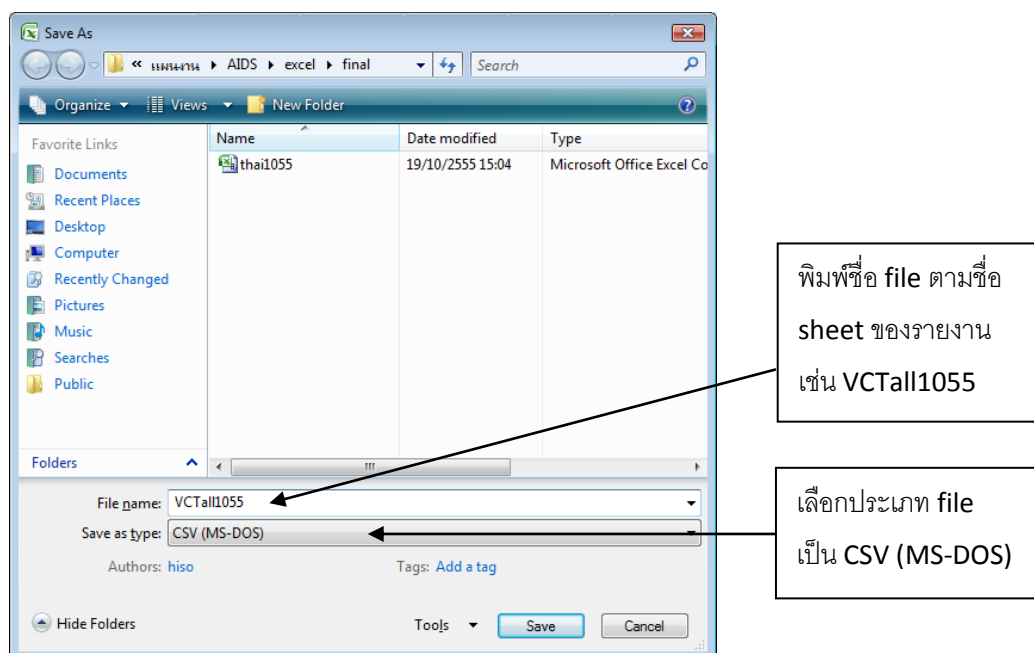 Save As
« แผนงาน ▸ AIDS ▸ excel ▸ final
Search
Organize
Views
New Folder
Favorite Links
Documents
Recent Places
Desktop
Computer
Recently Changed
Pictures
Music
Searches
Public
Folders
Name Date modified Type
thai1055 19/10/2555 15:04 Microsoft Office Excel Co
พิมพ์ชื่อ file ตามชื่อ
sheet ของรายงาน
เช่น VCTall1055
File name: VCTall1055
Save as type: CSV (MS-DOS)
Authors: hiso Tags: Add a tag
เลือกประเภท file
เป็น CSV (MS-DOS)
Hide Folders Tools Save Cancel